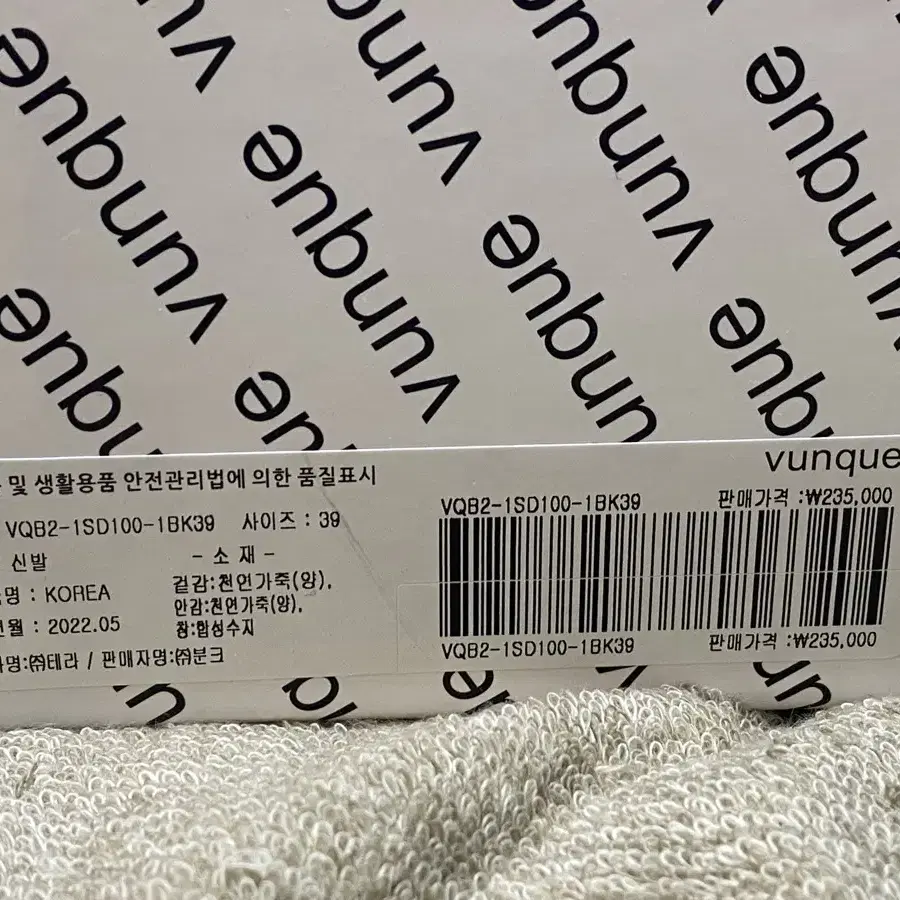 vunque
vunque
vunque
vunque
vunque
vunque
및 생활용품 안전관리법에 의한 품질표시
VQB2-1SD100-1BK39 사이즈 : 39
신발
- 소 재 -
명 : KOREA
겉감:천연가죽(양),
안감:천연가죽(양),
월 : 2022.05
창:합성수지
명:㈜테라 / 판매자명:㈜분크
vunque
VQB2-1SD100-1BK39 판매가격 :₩235,000
VQB2-1SD100-1BK39 판매가격 :₩235,000